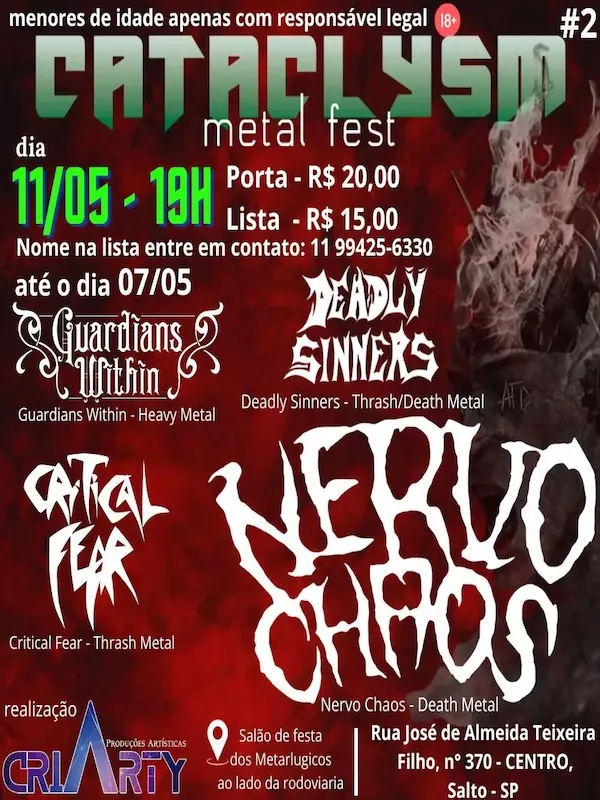 menores de idade apenas com responsável legal 18+
#2
CATACLYSM
metal fest
dia
11/05 - 19H
Porta - R$ 20,00
Lista - R$ 15,00
Nome na lista entre em contato: 11 99425-6330
até o dia 07/05
Guardians
Within
Guardians Within - Heavy Metal
DEADLY
SINNERS
Deadly Sinners - Thrash/Death Metal
CRITICAL
FEAR
Critical Fear - Thrash Metal
NERVO
CHAOS
Nervo Chaos - Death Metal
realização
PRODUÇÕES ARTÍSTICAS
CRIARTY
Salão de festa
dos Metarlugicos
ao lado da rodoviaria
Rua José de Almeida Teixeira
Filho, n° 370 - CENTRO,
Salto - SP